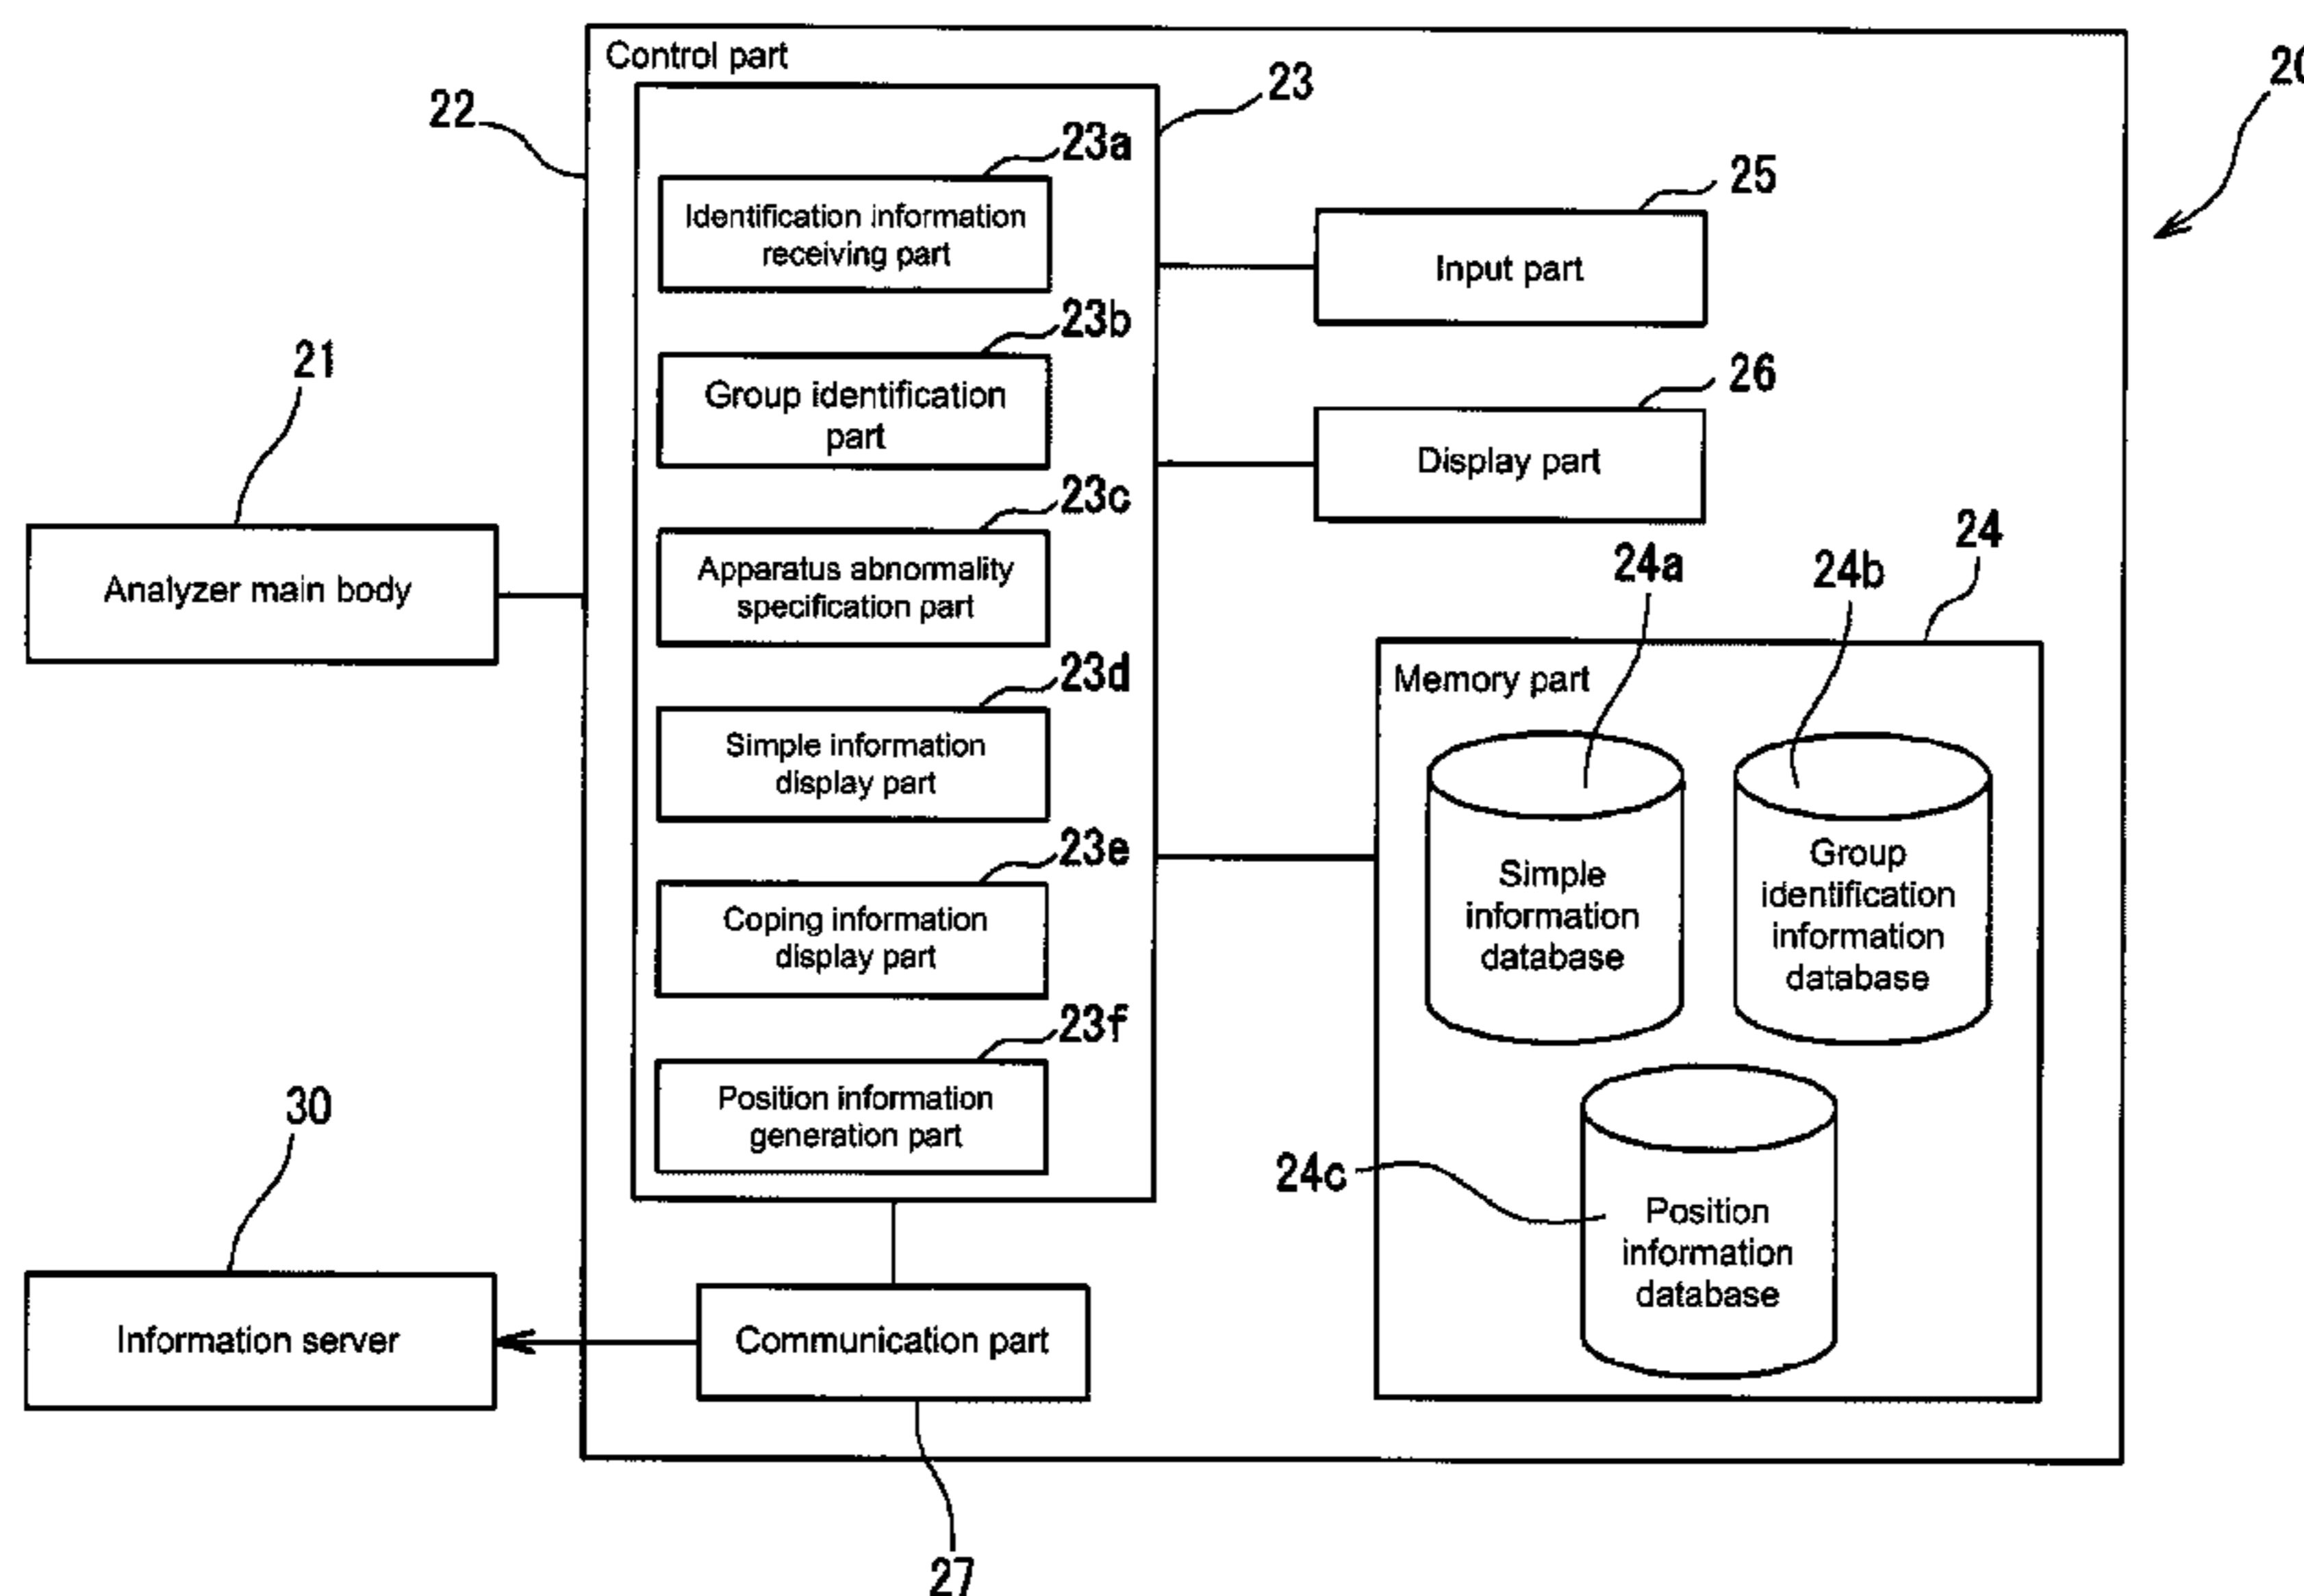 Control part
20
22
23
23a
Identification information
receiving part
25
Input part
23b
Group identification
part
26
Display part
21
Analyzer main body
23c
Apparatus abnormality
specification part
24
24a
24b
Memory part
23d
Simple information
display part
Simple
information
database
Group
identification
information
database
23e
Coping information
display part
23f
Position information
generation part
24c
Position
information
database
30
Information server
Communication part
27